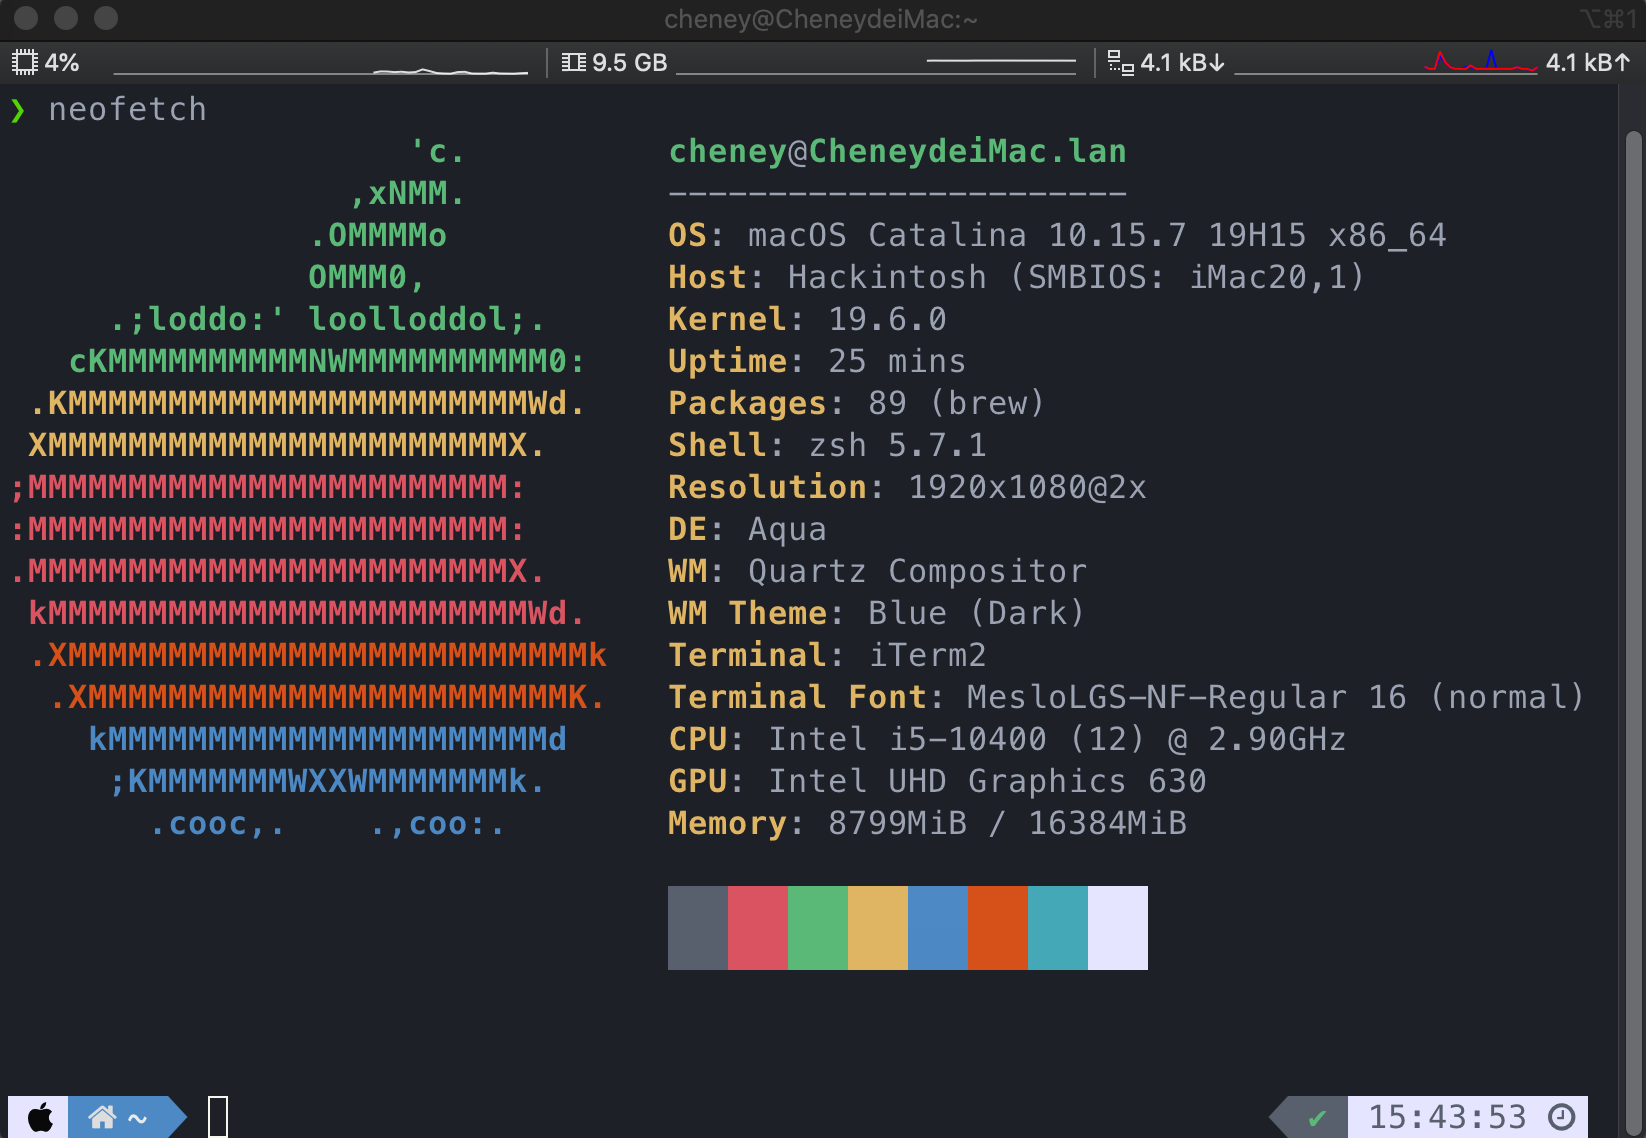 cheney@CheneydeiMac:~ ⌥⌘1
4% 9.5 GB 4.1 kB↓ 4.1 kB↑
❯ neofetch
'c. cheney@CheneydeiMac.lan
,xNMM. -----------------------
.OMMMMo OS: macOS Catalina 10.15.7 19H15 x86_64
OMMM0, Host: Hackintosh (SMBIOS: iMac20,1)
.;loddo:' loolloddol;. Kernel: 19.6.0
cKMMMMMMMMMMNWMMMMMMMMMM0: Uptime: 25 mins
.KMMMMMMMMMMMMMMMMMMMMMMMWd. Packages: 89 (brew)
XMMMMMMMMMMMMMMMMMMMMMMMX. Shell: zsh 5.7.1
;MMMMMMMMMMMMMMMMMMMMMMMM: Resolution: 1920x1080@2x
:MMMMMMMMMMMMMMMMMMMMMMMM: DE: Aqua
.MMMMMMMMMMMMMMMMMMMMMMMMX. WM: Quartz Compositor
kMMMMMMMMMMMMMMMMMMMMMMMMWd. WM Theme: Blue (Dark)
.XMMMMMMMMMMMMMMMMMMMMMMMMMMk Terminal: iTerm2
.XMMMMMMMMMMMMMMMMMMMMMMMMK. Terminal Font: MesloLGS-NF-Regular 16 (normal)
kMMMMMMMMMMMMMMMMMMMMMMd CPU: Intel i5-10400 (12) @ 2.90GHz
;KMMMMMMMWXXWMMMMMMMk. GPU: Intel UHD Graphics 630
.cooc,. .,coo:. Memory: 8799MiB / 16384MiB
~ ✔ 15:43:53